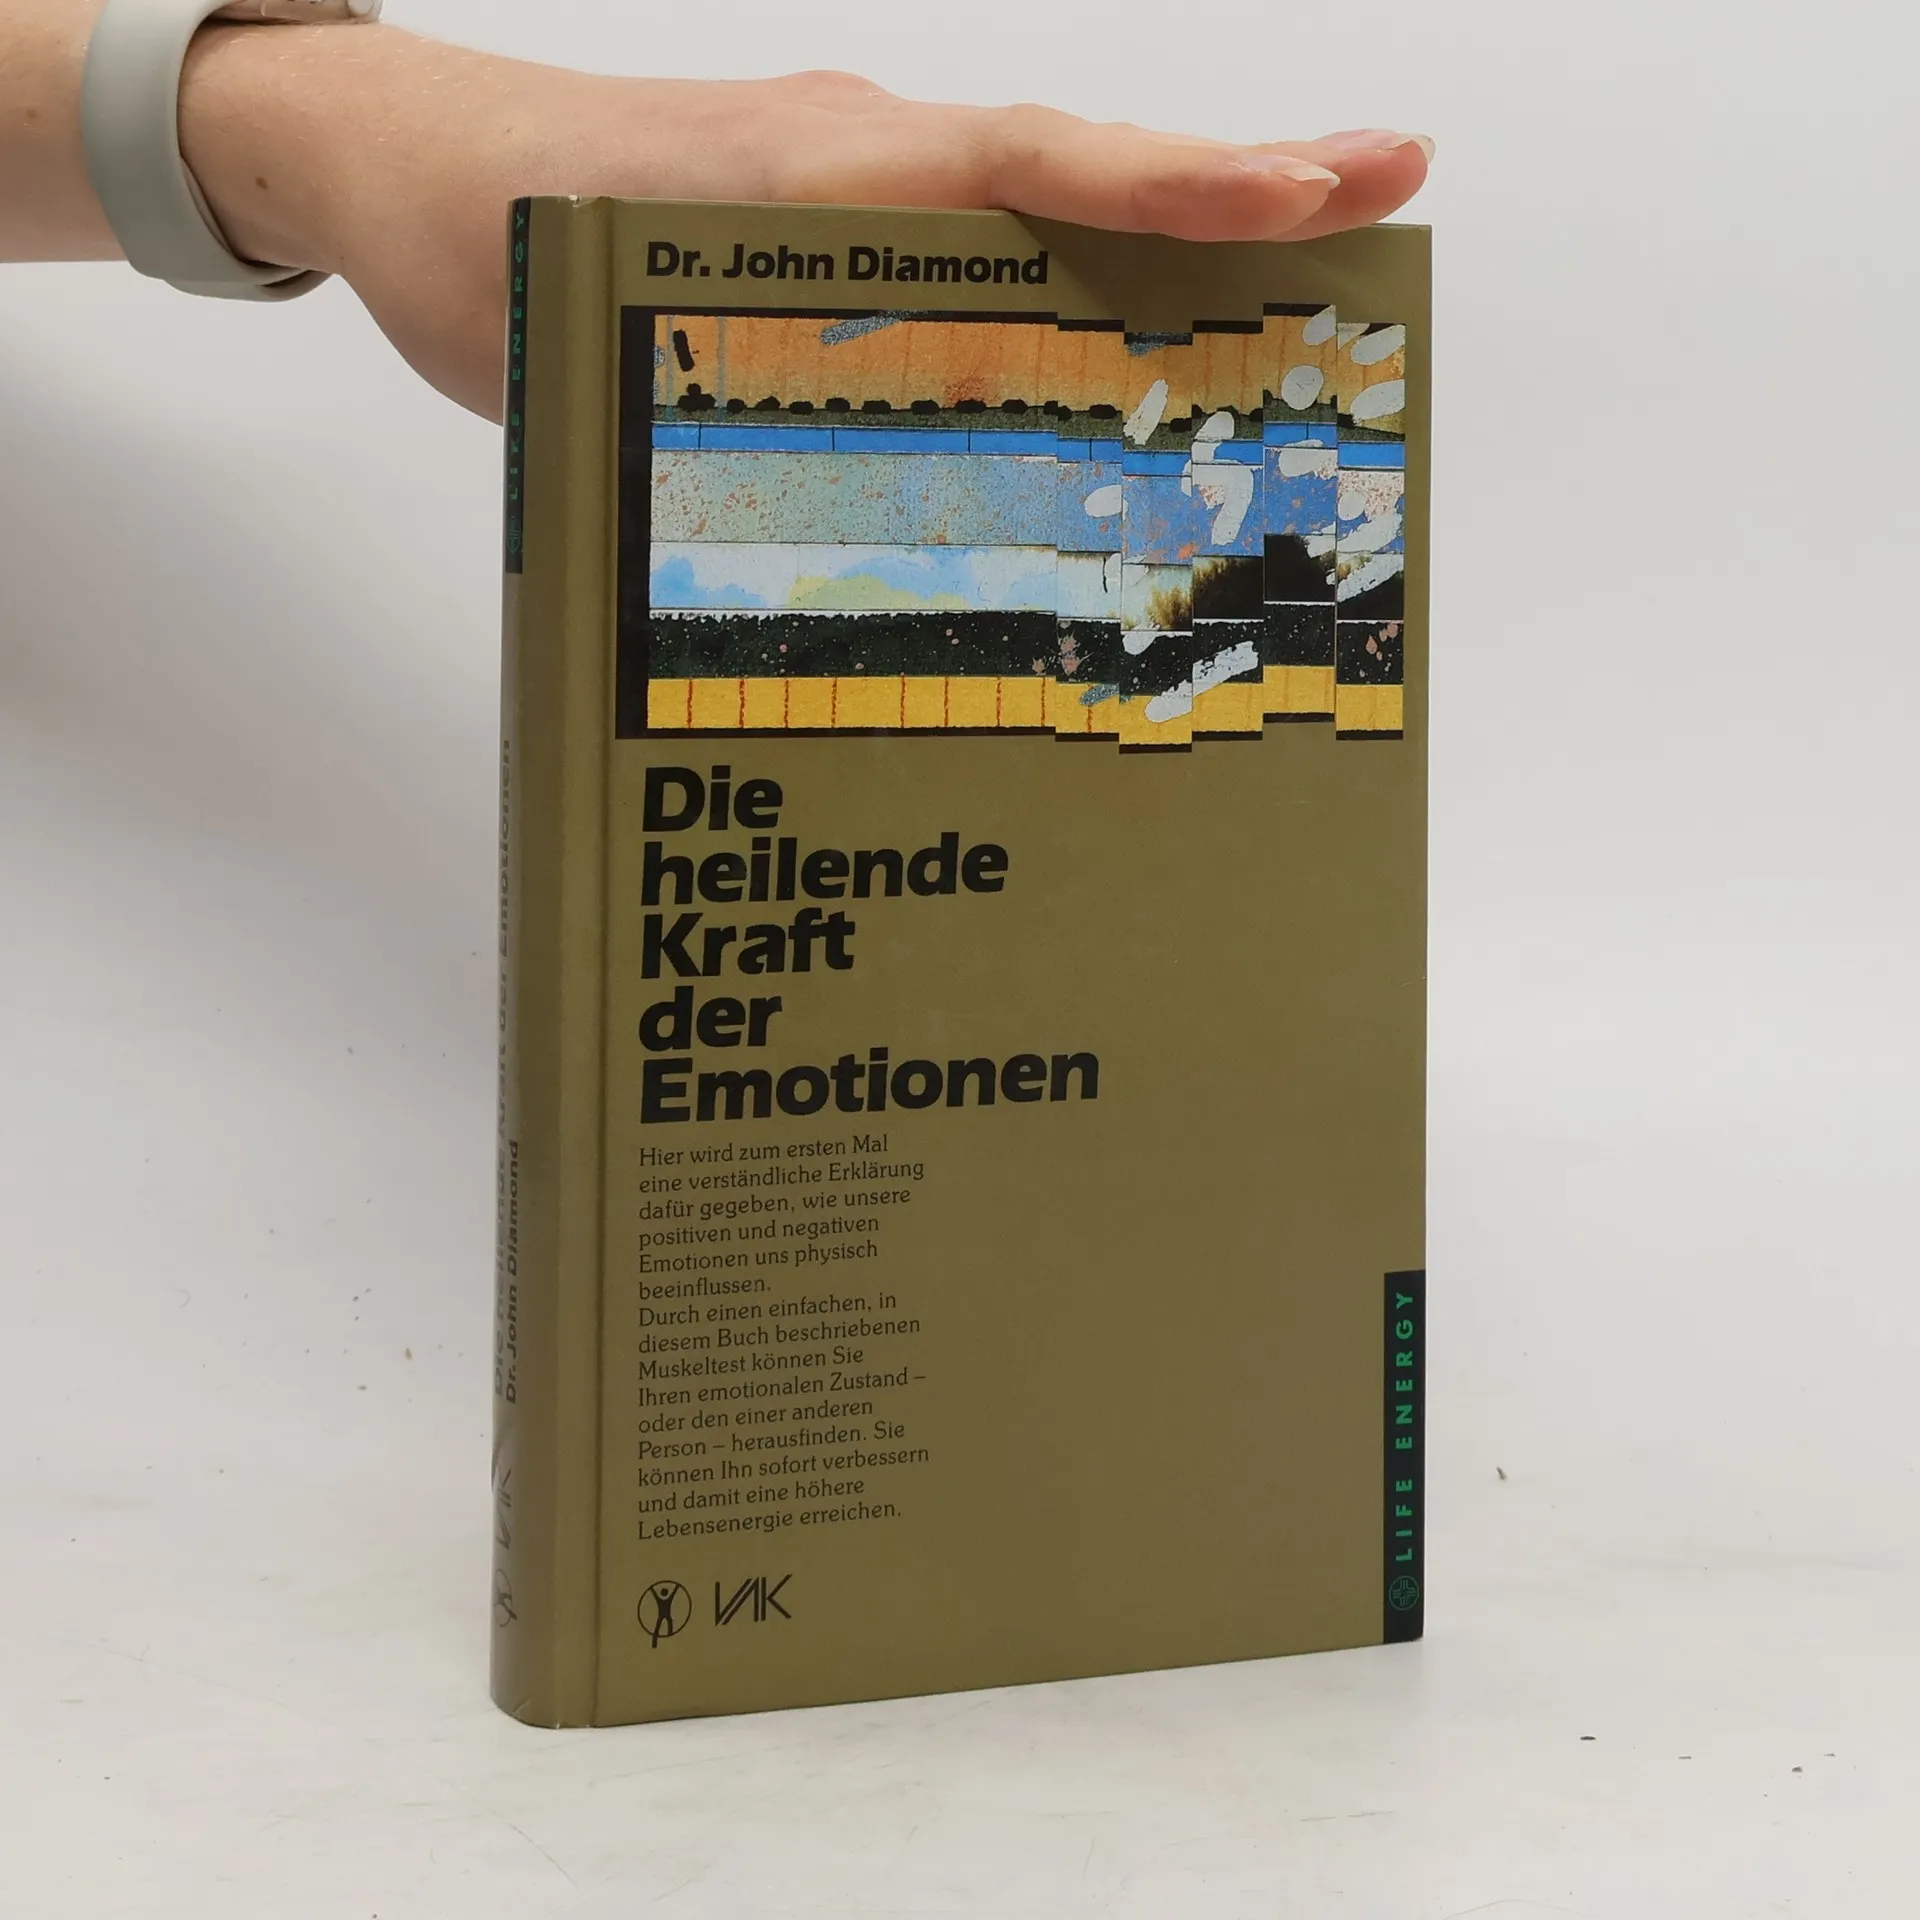 Dr. John Diamond
Die
heilende
Kraft
der
Emotionen
Hier wird zum ersten Mal
eine verständliche Erklärung
dafür gegeben, wie unsere
positiven und negativen
Emotionen uns physisch
beeinflussen.
Durch einen einfachen, in
diesem Buch beschriebenen
Muskeltest können Sie
Ihren emotionalen Zustand –
oder den einer anderen
Person – herausfinden. Sie
können Ihn sofort verbessern
und damit eine höhere
Lebensenergie erreichen.
VAK
LIFE ENERGY
LIFE ENERGY
Die heilende Kraft der Emotionen
Dr. John Diamond
VAK